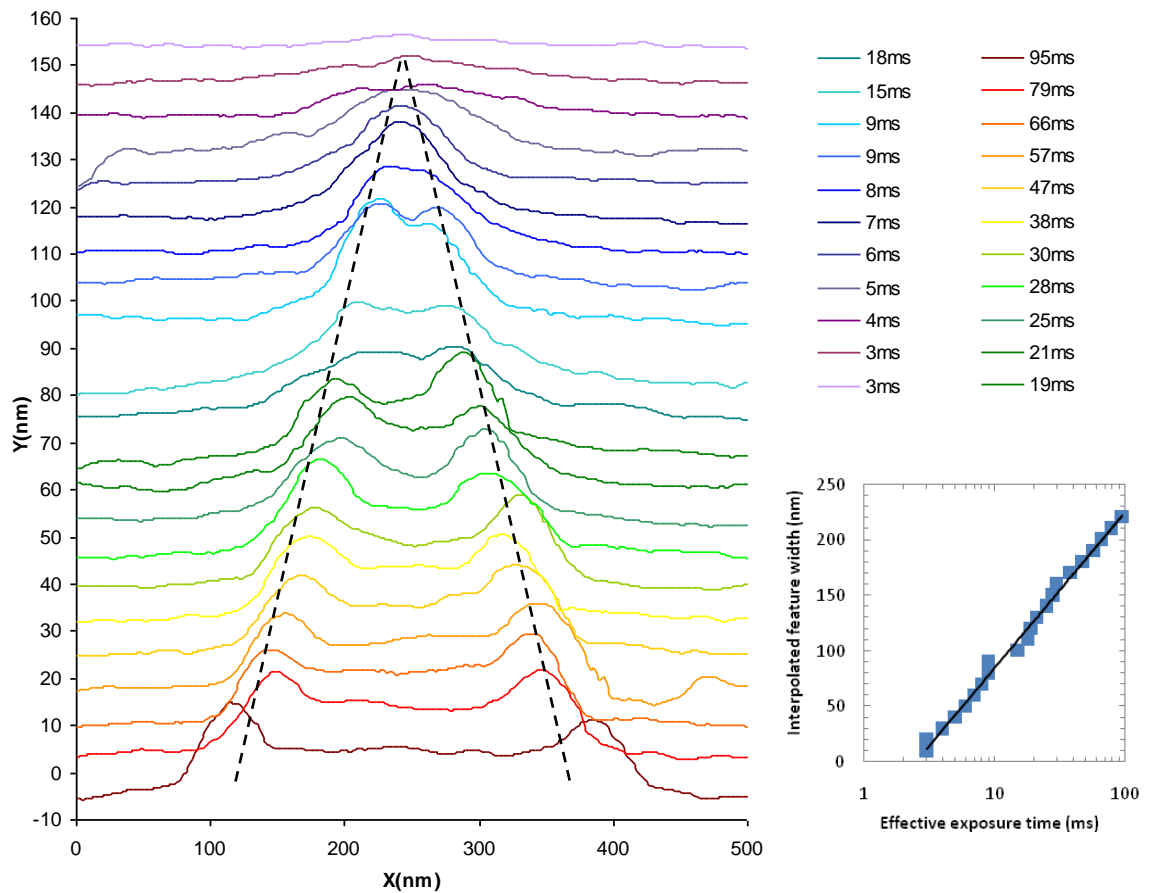 160
150
140
130
120
110
100
90
80
70
60
50
40
30
20
10
0
-10
Y(nm)
0 100 200 300 400 500
X(nm)
18ms 95ms
15ms 79ms
9ms 66ms
9ms 57ms
8ms 47ms
7ms 38ms
6ms 30ms
5ms 28ms
4ms 25ms
3ms 21ms
3ms 19ms
250
200
150
100
50
0
Interpolated feature width (nm)
1 10 100
Effective exposure time (ms)